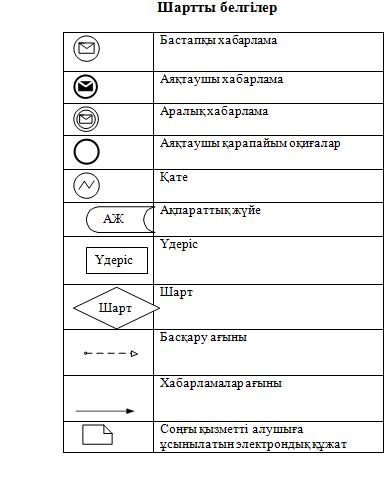 Шартты белгілер
Бастапқы хабарлама
Аяқтаушы хабарлама
Аралық хабарлама
Аяқтаушы қарапайым оқиғалар
Қате
АЖ
Ақпараттық жүйе
Үдеріс
Үдеріс
Шарт
Шарт
Басқару ағыны
Хабарламалар ағыны
Соңғы қызметті алушыға
ұсынылатын электрондық құжат